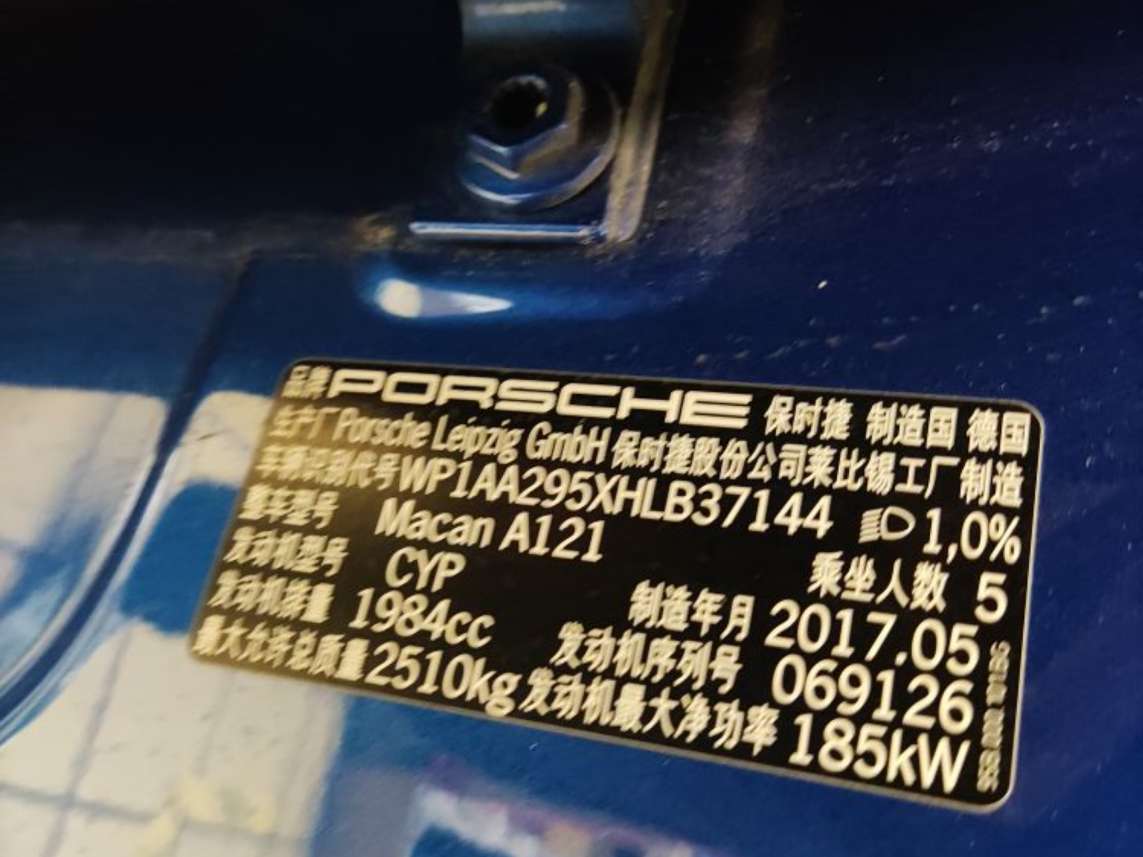 品牌 PORSCHE 保时捷 制造国 德国
生产厂 Porsche Leipzig GmbH 保时捷股份公司莱比锡工厂制造
车辆识别代号 WP1AA295XHLB37144 1,0%
整车型号 Macan A121 乘坐人数 5
发动机型号 CYP 制造年月 2017.05
发动机排量 1984cc 发动机序列号 069126
最大允许总质量 2510kg 发动机最大净功率 185kW